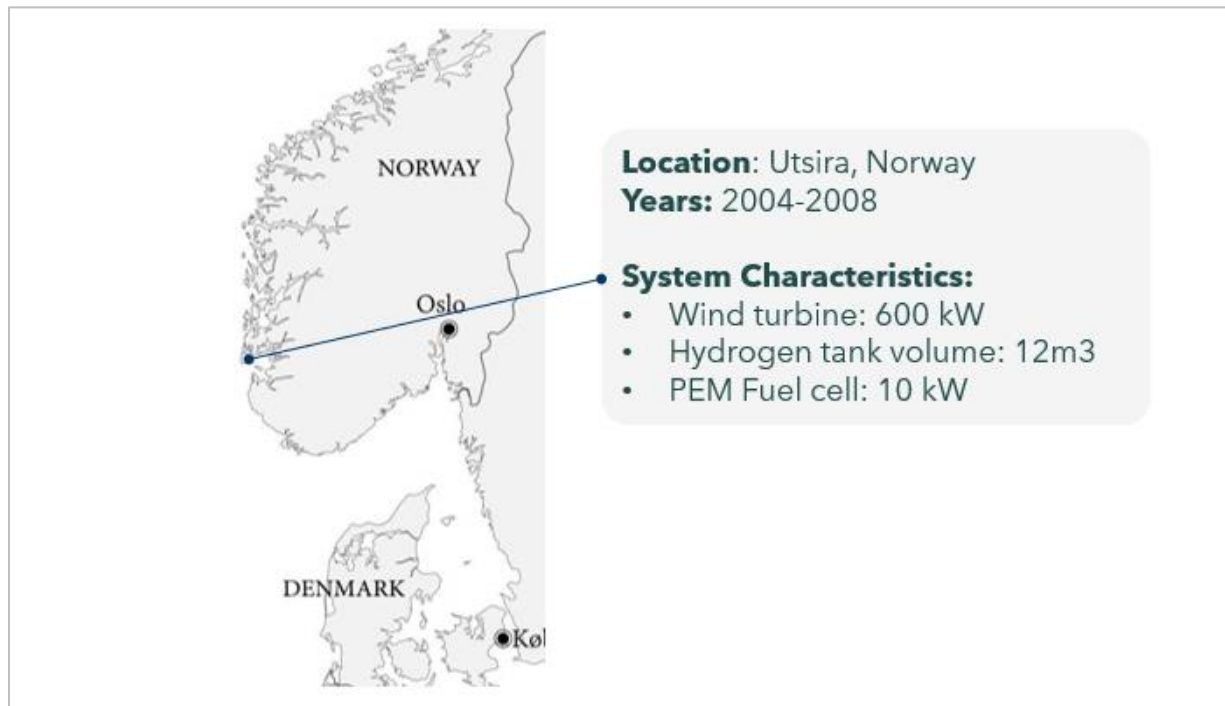 NORWAY
Oslo
DENMARK
Køl
Location: Utsira, Norway
Years: 2004-2008
System Characteristics:
• Wind turbine: 600 kW
• Hydrogen tank volume: 12m3
• PEM Fuel cell: 10 kW